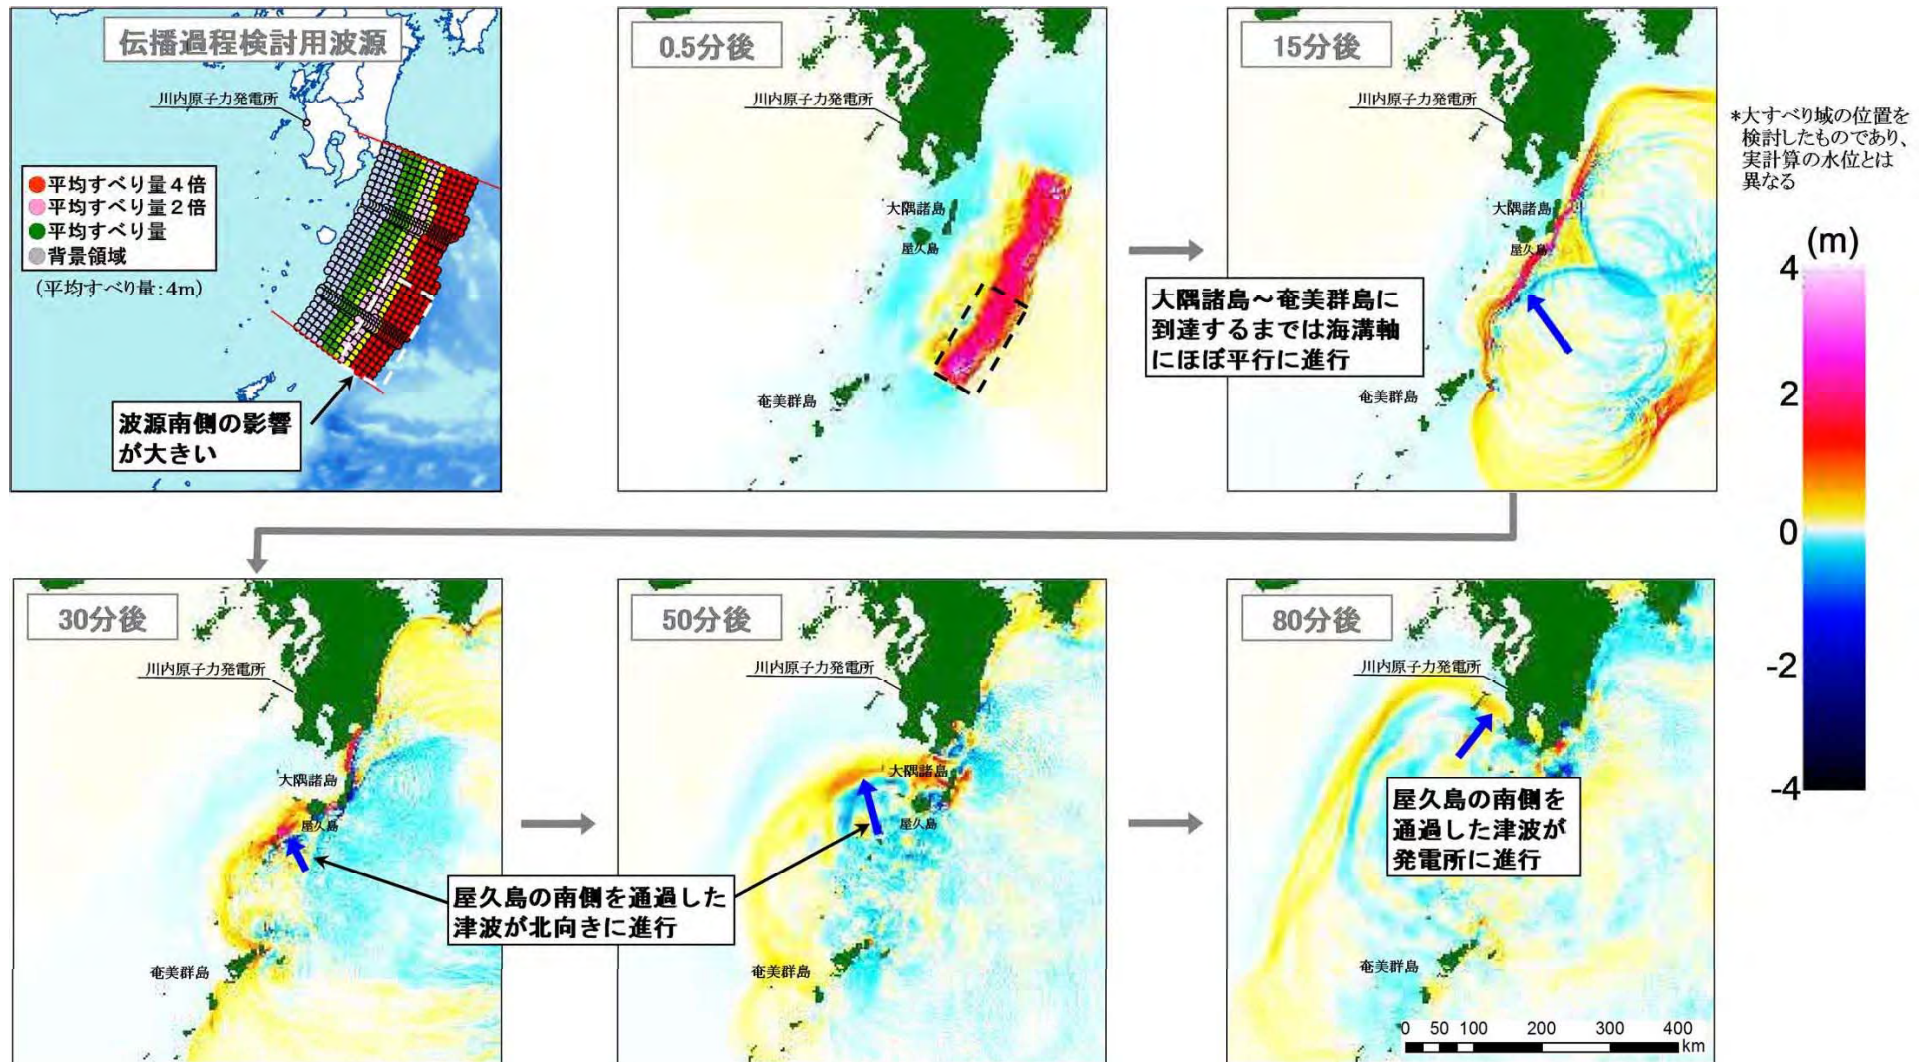 伝播過程検討用波源
川内原子力発電所
平均すべり量4倍
平均すべり量2倍
平均すべり量
背景領域
(平均すべり量:4m)
波源南側の影響
が大きい
0.5分後
川内原子力発電所
大隅諸島
屋久島
奄美群島
大隅諸島～奄美群島に
到達するまでは海溝軸
にほぼ平行に進行
15分後
川内原子力発電所
大隅諸島
屋久島
奄美群島
*大すべり域の位置を
検討したものであり、
実計算の水位とは
異なる
(m)
4
2
0
-2
-4
30分後
川内原子力発電所
大隅諸島
屋久島
奄美群島
屋久島の南側を通過した
津波が北向きに進行
50分後
川内原子力発電所
大隅諸島
屋久島
奄美群島
80分後
川内原子力発電所
屋久島の南側を
通過した津波が
発電所に進行
奄美群島
0 50 100 200 300 400
km